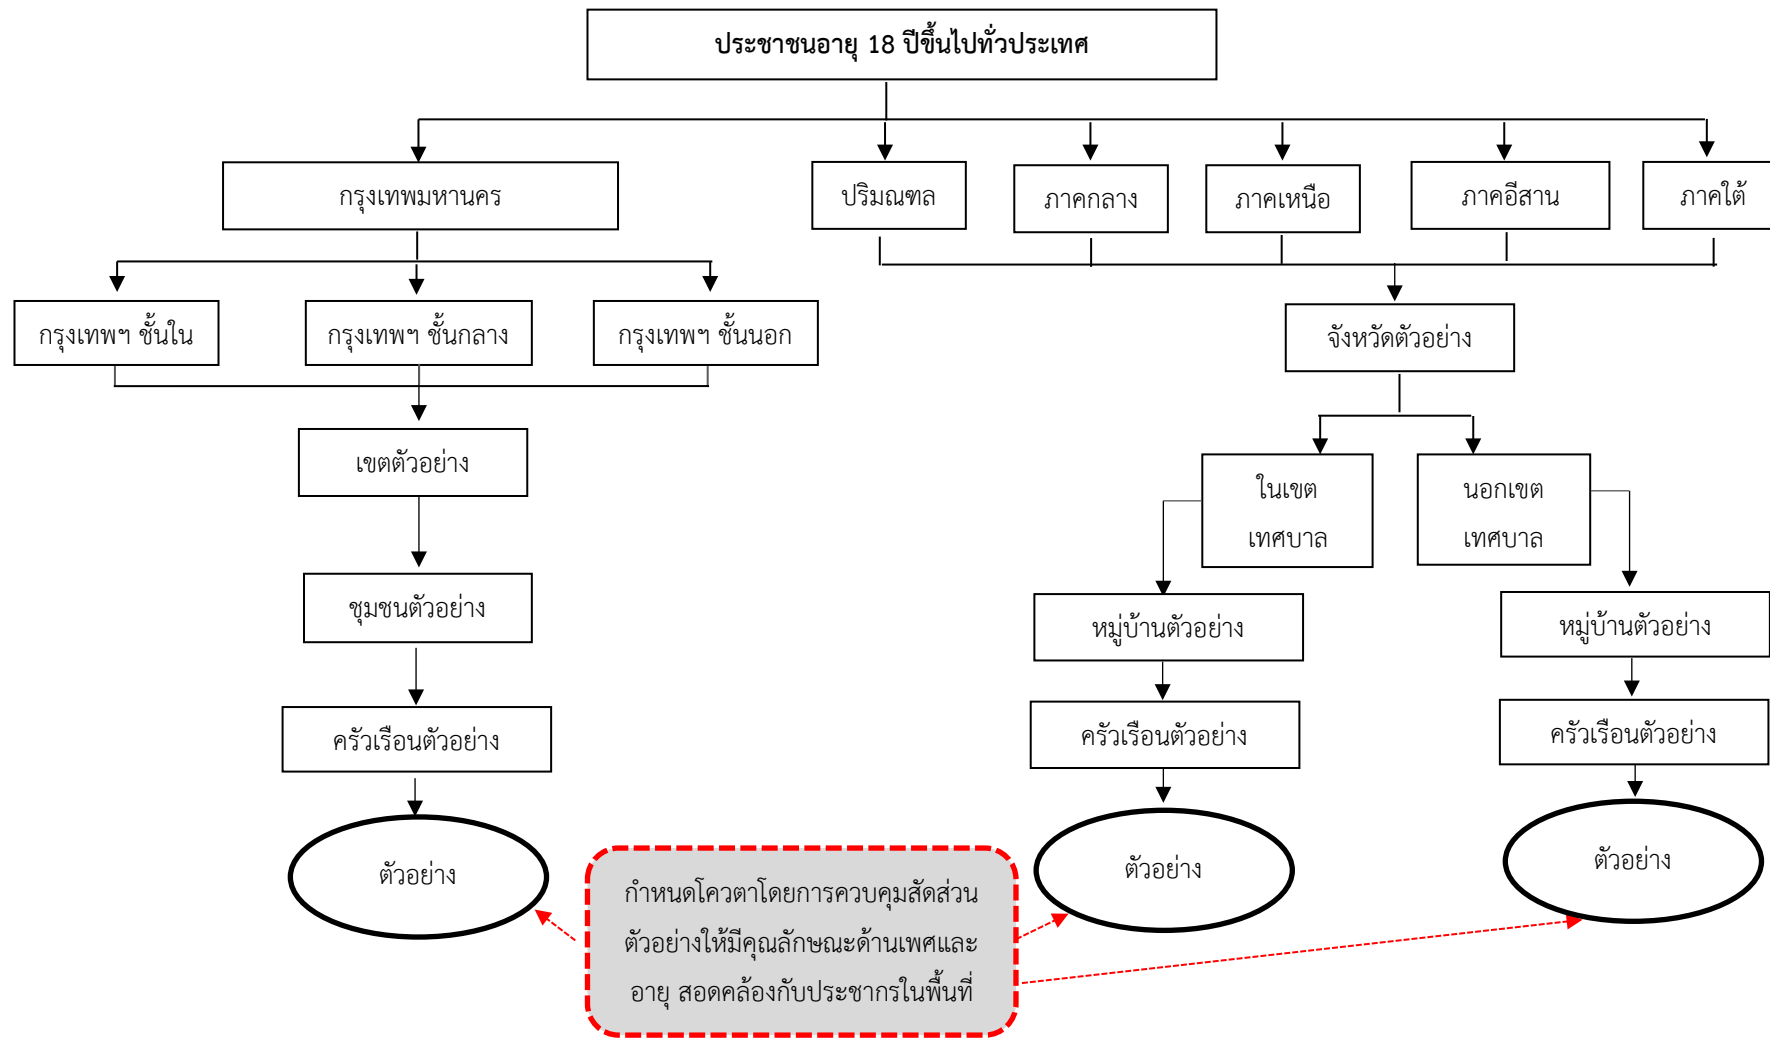 ประชาชนอายุ 18 ปีขึ้นไปทั่วประเทศ
กรุงเทพมหานคร
ปริมณฑล
ภาคกลาง
ภาคเหนือ
ภาคอีสาน
ภาคใต้
กรุงเทพฯ ชั้นใน
กรุงเทพฯ ชั้นกลาง
กรุงเทพฯ ชั้นนอก
จังหวัดตัวอย่าง
เขตตัวอย่าง
ในเขต
เทศบาล
นอกเขต
เทศบาล
ชุมชนตัวอย่าง
หมู่บ้านตัวอย่าง
หมู่บ้านตัวอย่าง
ครัวเรือนตัวอย่าง
ครัวเรือนตัวอย่าง
ครัวเรือนตัวอย่าง
ตัวอย่าง
กำหนดโควตาโดยการควบคุมสัดส่วน
ตัวอย่างให้มีคุณลักษณะด้านเพศและ
อายุ สอดคล้องกับประชากรในพื้นที่
ตัวอย่าง
ตัวอย่าง